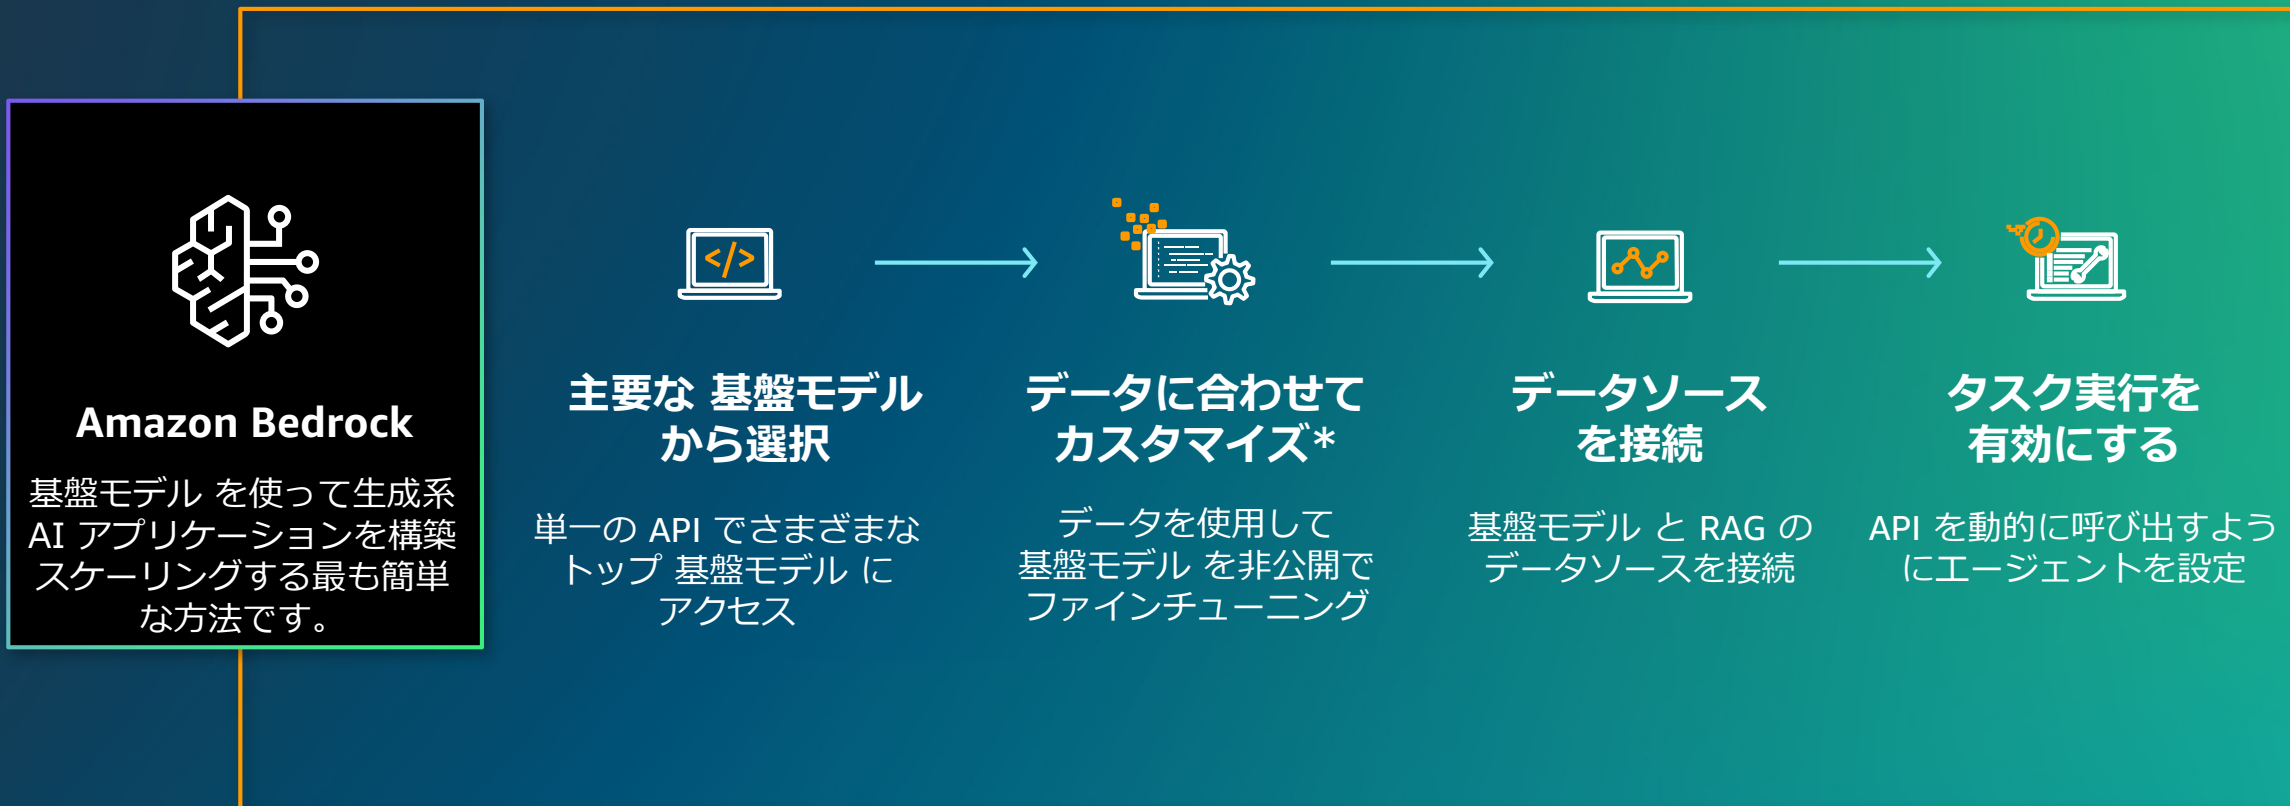 Amazon Bedrock
基盤モデル を使って生成系
AI アプリケーションを構築
スケーリングする最も簡単
な方法です。
</>
主要な 基盤モデル
から選択
単一の API でさまざまな
トップ 基盤モデル に
アクセス
データに合わせて
カスタマイズ*
データを使用して
基盤モデル を非公開で
ファインチューニング
データソース
を接続
基盤モデル と RAG の
データソースを接続
タスク実行を
有効にする
API を動的に呼び出すよう
にエージェントを設定